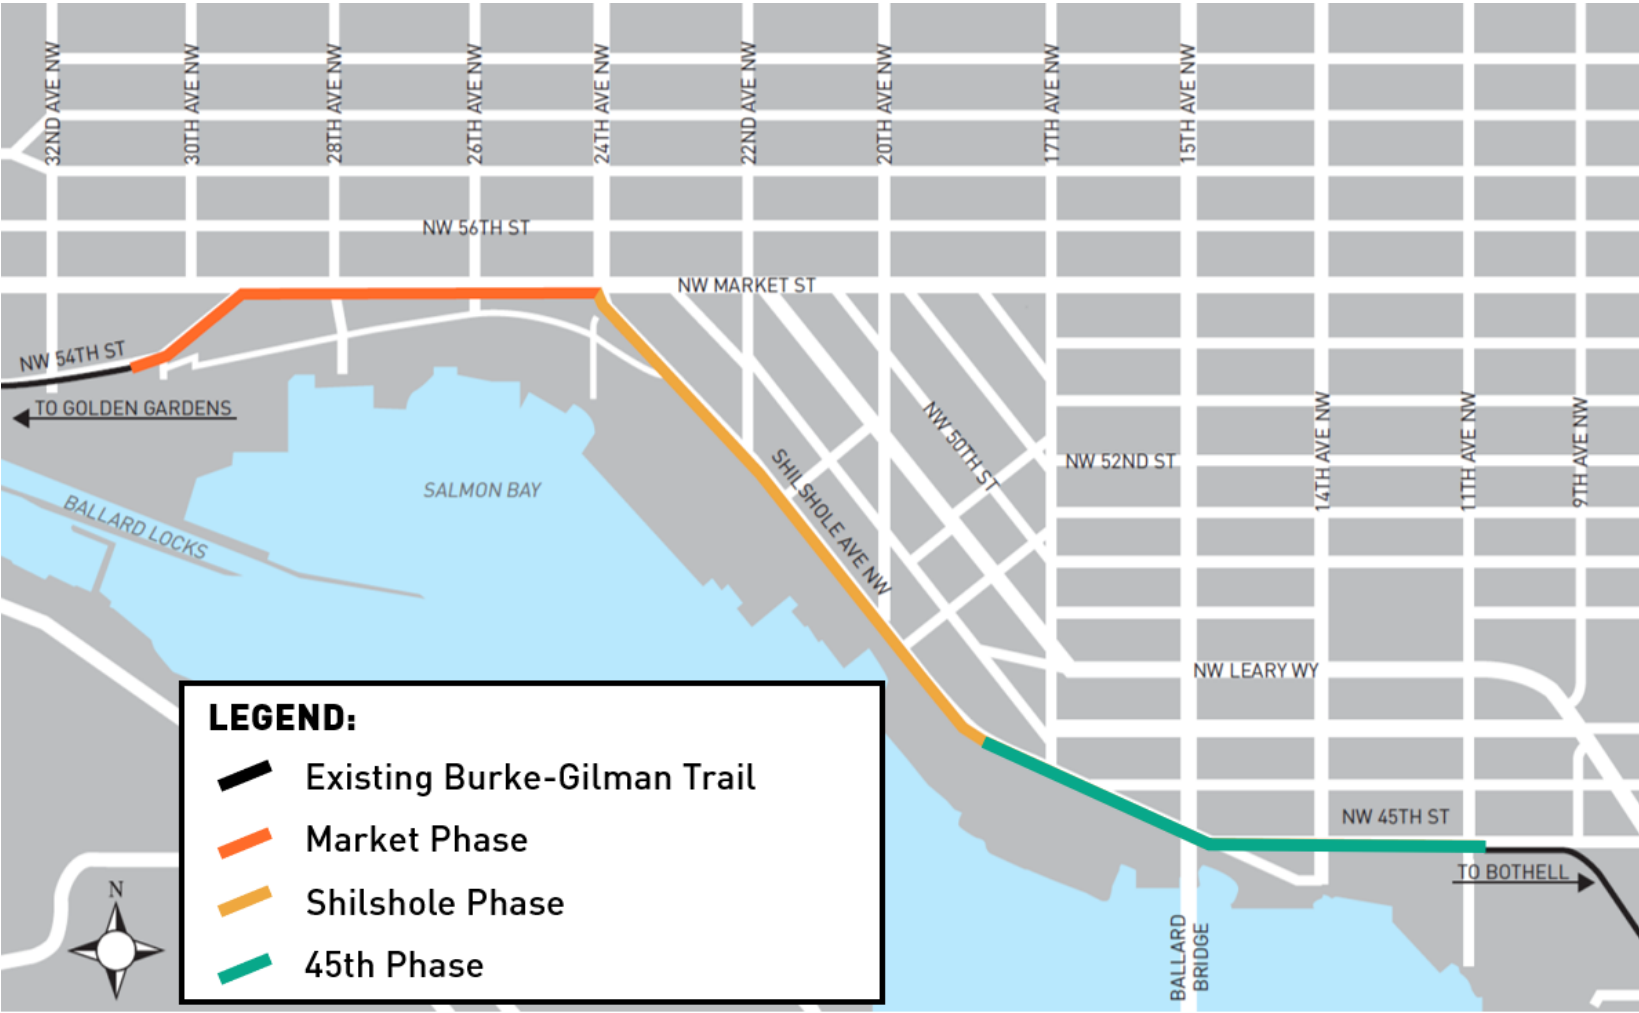 32ND AVE NW
30TH AVE NW
28TH AVE NW
26TH AVE NW
24TH AVE NW
22ND AVE NW
20TH AVE NW
17TH AVE NW
15TH AVE NW
NW 56TH ST
NW MARKET ST
NW 54TH ST
TO GOLDEN GARDENS
SALMON BAY
BALLARD LOCKS
SHILSHOLE AVE NW
NW 50TH ST
NW 52ND ST
14TH AVE NW
11TH AVE NW
9TH AVE NW
NW LEARY WY
NW 45TH ST
TO BOTHELL
BALLARD
BRIDGE
LEGEND:
Existing Burke-Gilman Trail
Market Phase
Shilshole Phase
45th Phase
N